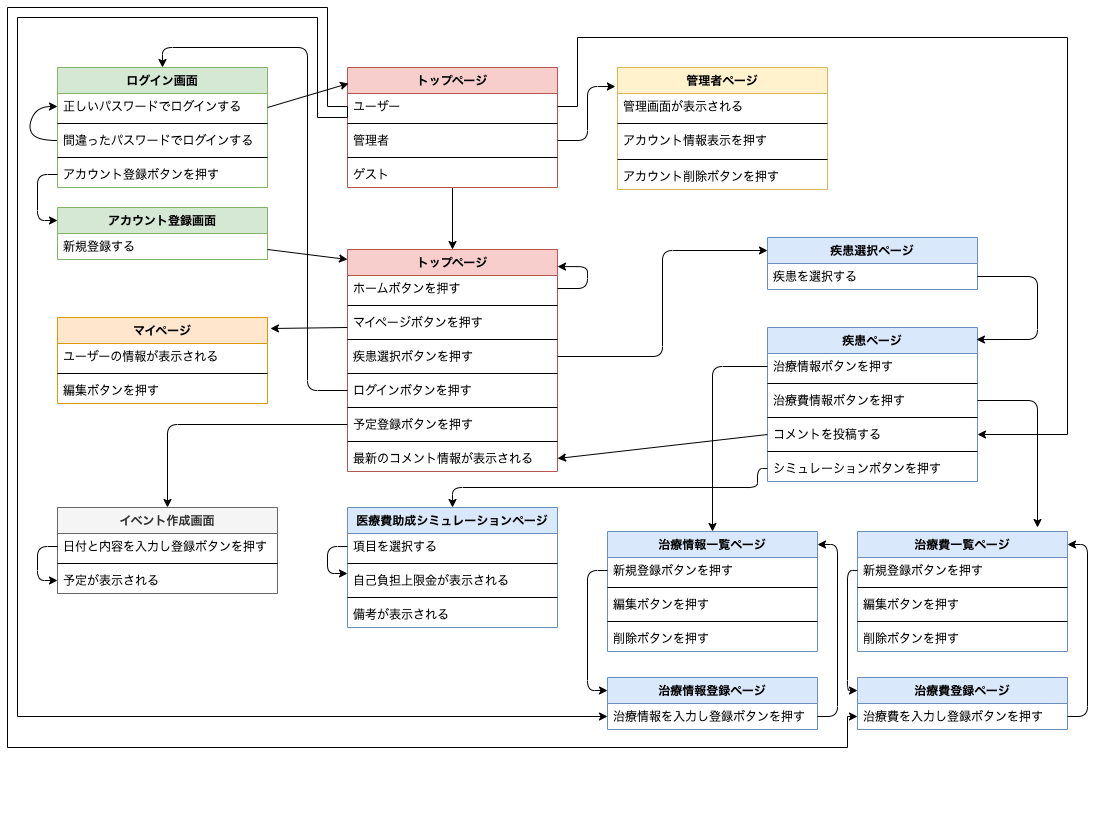 ログイン画面
正しいパスワードでログインする
間違ったパスワードでログインする
アカウント登録ボタンを押す
アカウント登録画面
新規登録する
マイページ
ユーザーの情報が表示される
編集ボタンを押す
イベント作成画面
日付と内容を入力し登録ボタンを押す
予定が表示される
トップページ
ユーザー
管理者
ゲスト
トップページ
ホームボタンを押す
マイページボタンを押す
疾患選択ボタンを押す
ログインボタンを押す
予定登録ボタンを押す
最新のコメント情報が表示される
医療費助成シミュレーションページ
項目を選択する
自己負担上限金が表示される
備考が表示される
管理者ページ
管理画面が表示される
アカウント情報表示を押す
アカウント削除ボタンを押す
疾患選択ページ
疾患を選択する
疾患ページ
治療情報ボタンを押す
治療費情報ボタンを押す
コメントを投稿する
シミュレーションボタンを押す
治療情報一覧ページ
新規登録ボタンを押す
編集ボタンを押す
削除ボタンを押す
治療情報登録ページ
治療情報を入力し登録ボタンを押す
治療費一覧ページ
新規登録ボタンを押す
編集ボタンを押す
削除ボタンを押す
治療費登録ページ
治療費を入力し登録ボタンを押す